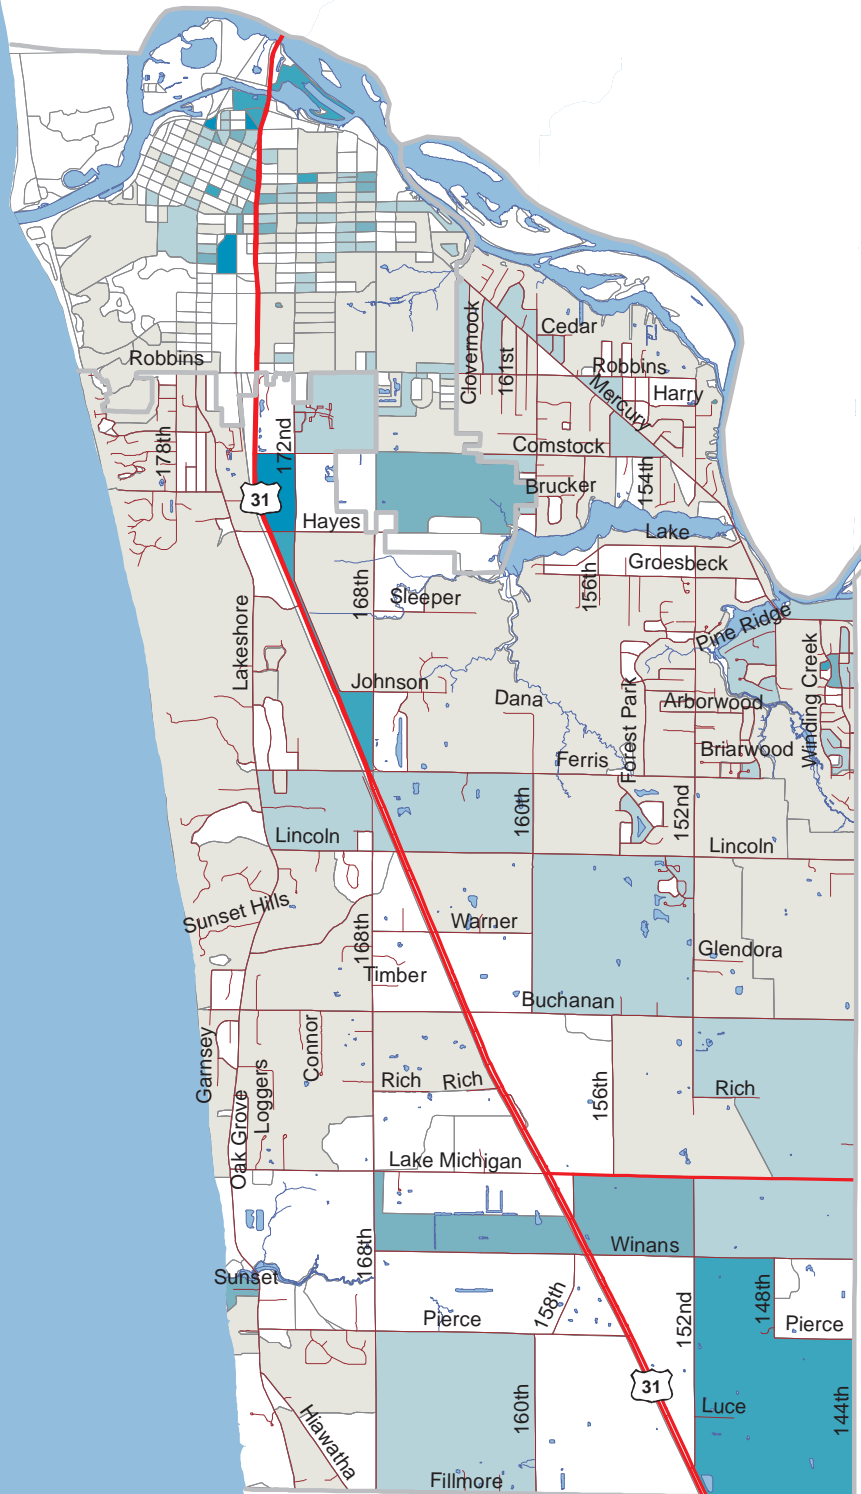 Cedar
Clovernook
161st
Robbins
Robbins
Mercury
Harry
178th
172nd
Comstock
154th
Brucker
31
Hayes
Lake
Groesbeck
168th
Sleeper
156th
Pine Ridge
Lakeshore
Johnson
Dana
Forest Park
Arborwood
Winding Creek
Briarwood
Ferris
160th
152nd
Lincoln
Lincoln
Sunset Hills
Warner
168th
Glendora
Timber
Buchanan
Garnsey
Connor
Loggers
Oak Grove
Rich
Rich
156th
Rich
Lake Michigan
168th
Winans
Sunset
158th
152nd
148th
Pierce
Pierce
31
160th
Luce
144th
Hiawatha
Fillmore